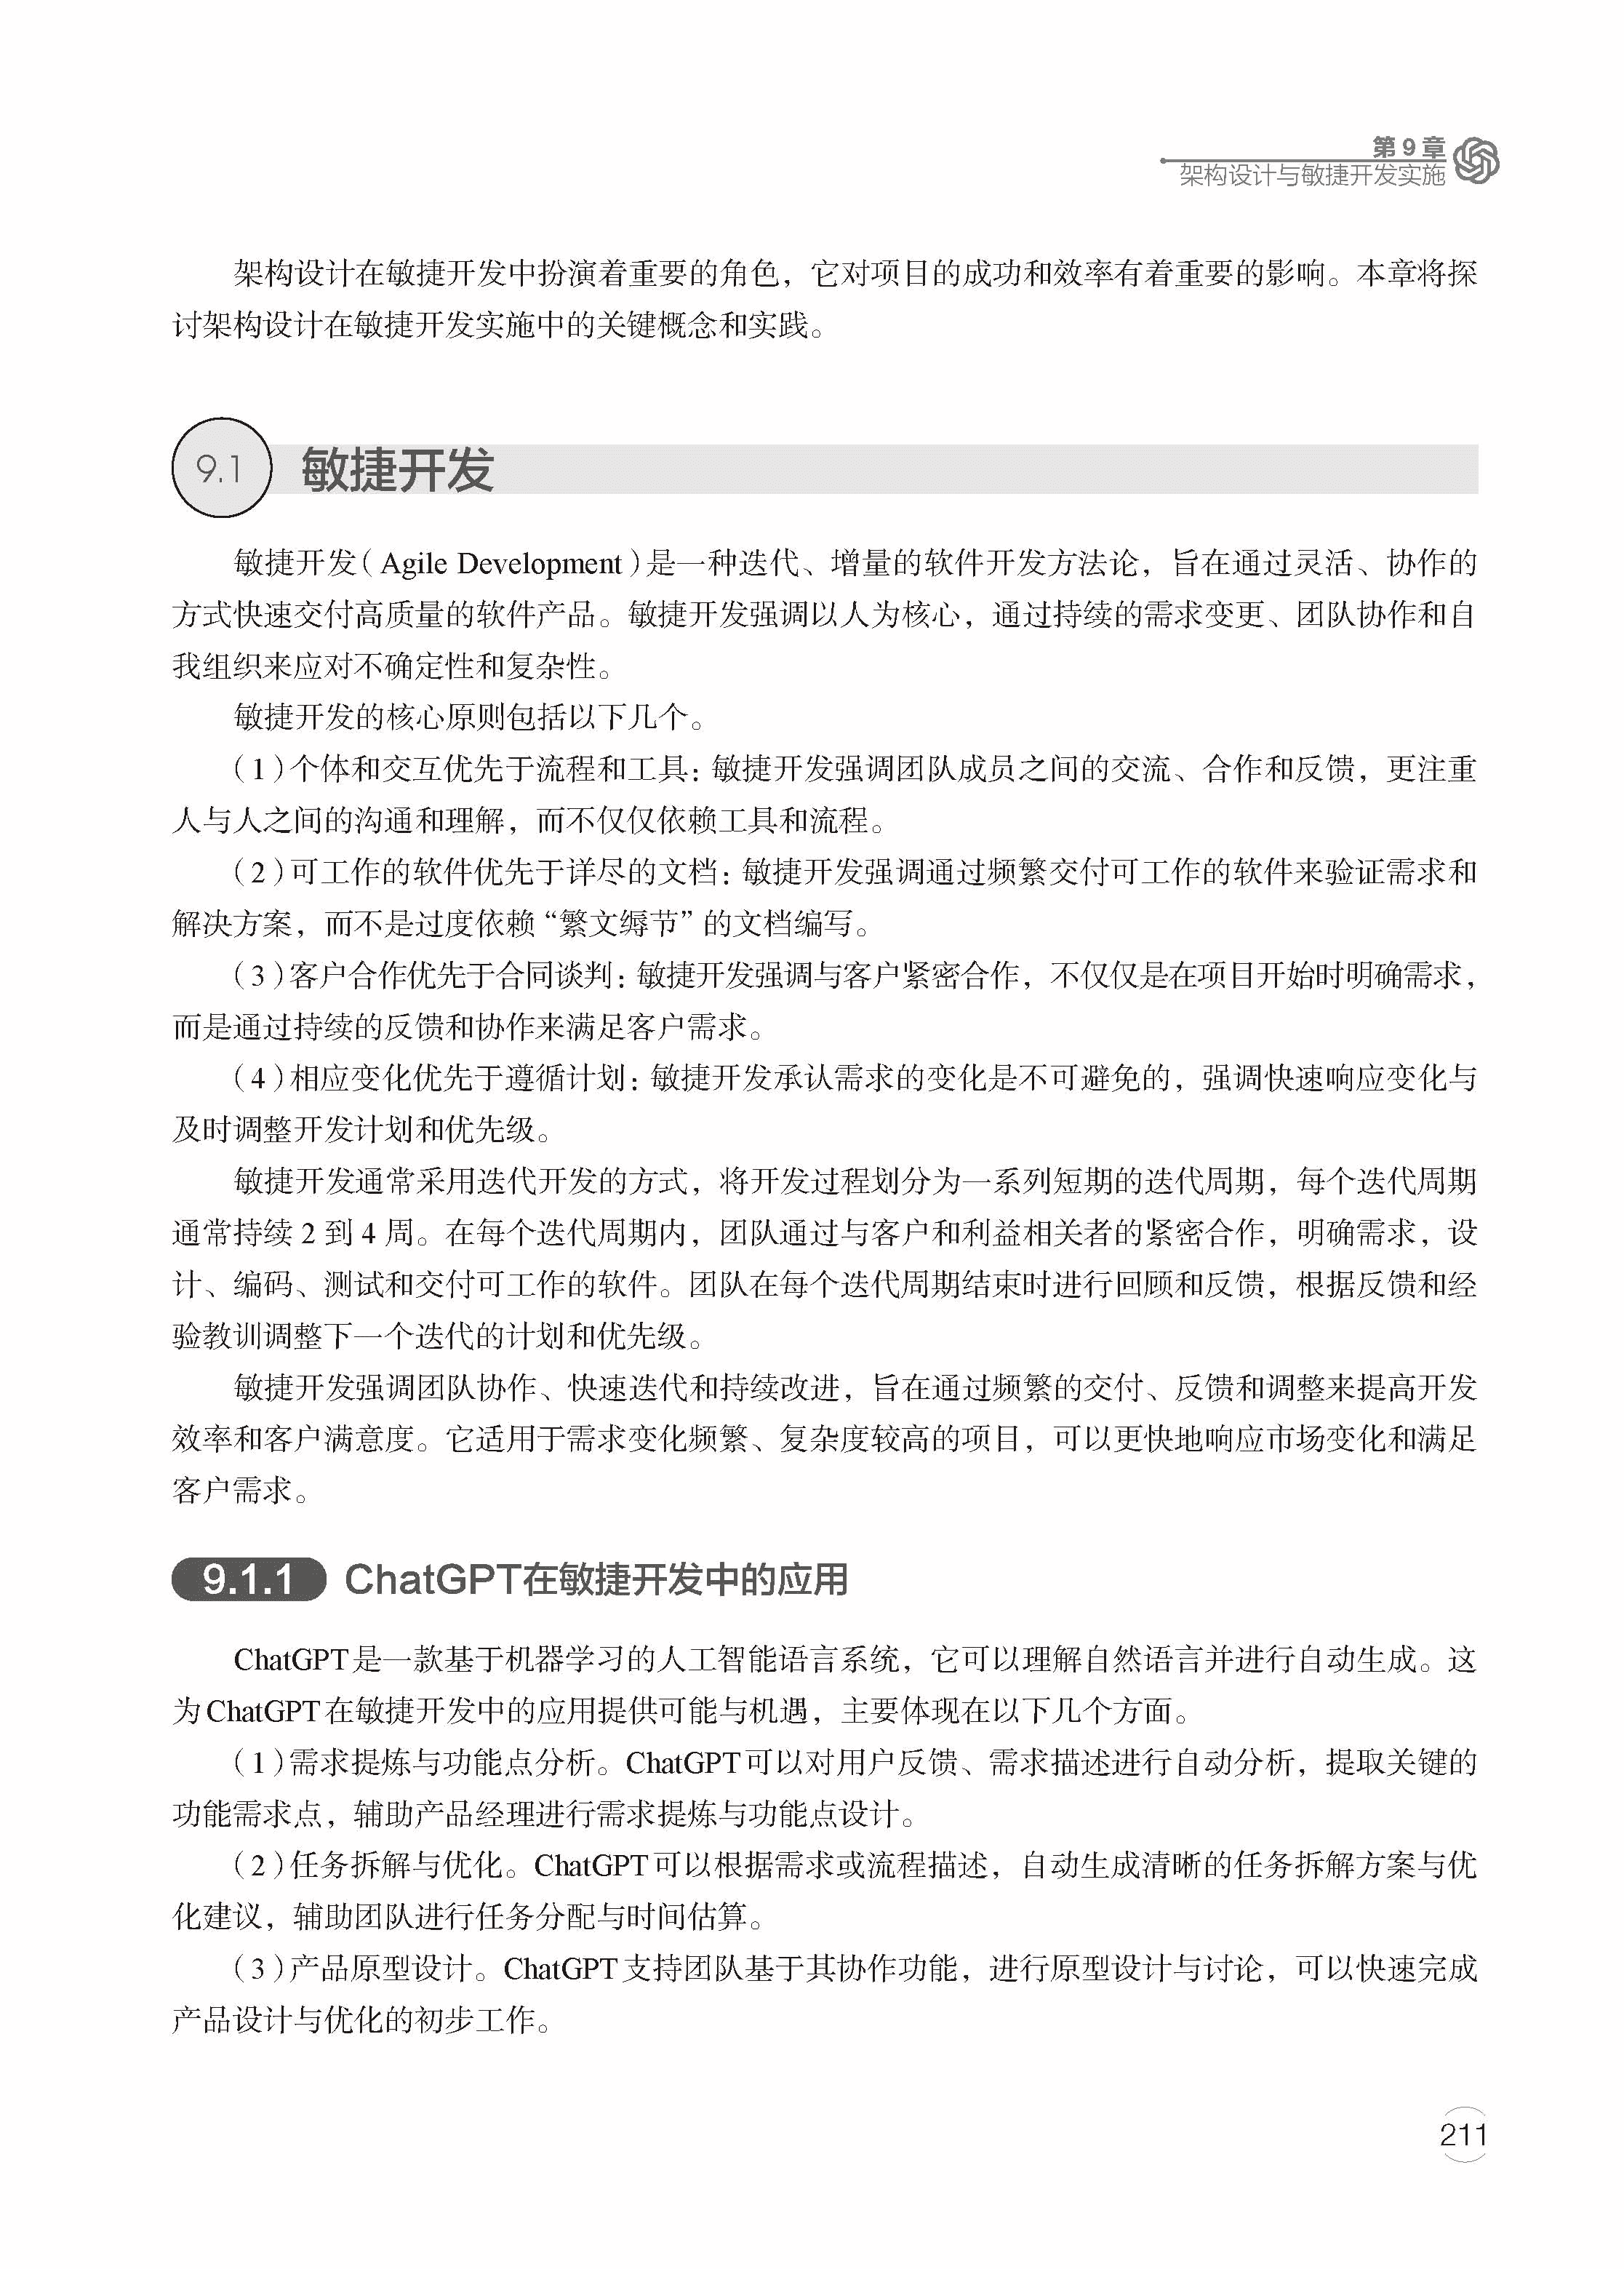 第9章
架构设计与敏捷开发实施
架构设计在敏捷开发中扮演着重要的角色，它对项目的成功和效率有着重要的影响。本章将探
讨架构设计在敏捷开发实施中的关键概念和实践。
9.1 敏捷开发
敏捷开发（Agile Development）是一种迭代、增量的软件开发方法论，旨在通过灵活、协作的
方式快速交付高质量的软件产品。敏捷开发强调以人为核心，通过持续的需求变更、团队协作和自
我组织来应对不确定性和复杂性。
敏捷开发的核心原则包括以下几个。
（1）个体和交互优先于流程和工具：敏捷开发强调团队成员之间的交流、合作和反馈，更注重
人与人之间的沟通和理解，而不仅仅依赖工具和流程。
（2）可工作的软件优先于详尽的文档：敏捷开发强调通过频繁交付可工作的软件来验证需求和
解决方案，而不是过度依赖“繁文缛节”的文档编写。
（3）客户合作优先于合同谈判：敏捷开发强调与客户紧密合作，不仅仅是在项目开始时明确需求，
而是通过持续的反馈和协作来满足客户需求。
（4）相应变化优先于遵循计划：敏捷开发承认需求的变化是不可避免的，强调快速响应变化与
及时调整开发计划和优先级。
敏捷开发通常采用迭代开发的方式，将开发过程划分为一系列短期的迭代周期，每个迭代周期
通常持续 2 到 4 周。在每个迭代周期内，团队通过与客户和利益相关者的紧密合作，明确需求，设
计、编码、测试和交付可工作的软件。团队在每个迭代周期结束时进行回顾和反馈，根据反馈和经
验教训调整下一个迭代的计划和优先级。
敏捷开发强调团队协作、快速迭代和持续改进，旨在通过频繁的交付、反馈和调整来提高开发
效率和客户满意度。它适用于需求变化频繁、复杂度较高的项目，可以更快地响应市场变化和满足
客户需求。
9.1.1 ChatGPT在敏捷开发中的应用
ChatGPT是一款基于机器学习的人工智能语言系统，它可以理解自然语言并进行自动生成。这
为ChatGPT在敏捷开发中的应用提供可能与机遇，主要体现在以下几个方面。
（1）需求提炼与功能点分析。ChatGPT可以对用户反馈、需求描述进行自动分析，提取关键的
功能需求点，辅助产品经理进行需求提炼与功能点设计。
（2）任务拆解与优化。ChatGPT可以根据需求或流程描述，自动生成清晰的任务拆解方案与优
化建议，辅助团队进行任务分配与时间估算。
（3）产品原型设计。ChatGPT支持团队基于其协作功能，进行原型设计与讨论，可以快速完成
产品设计与优化的初步工作。
211